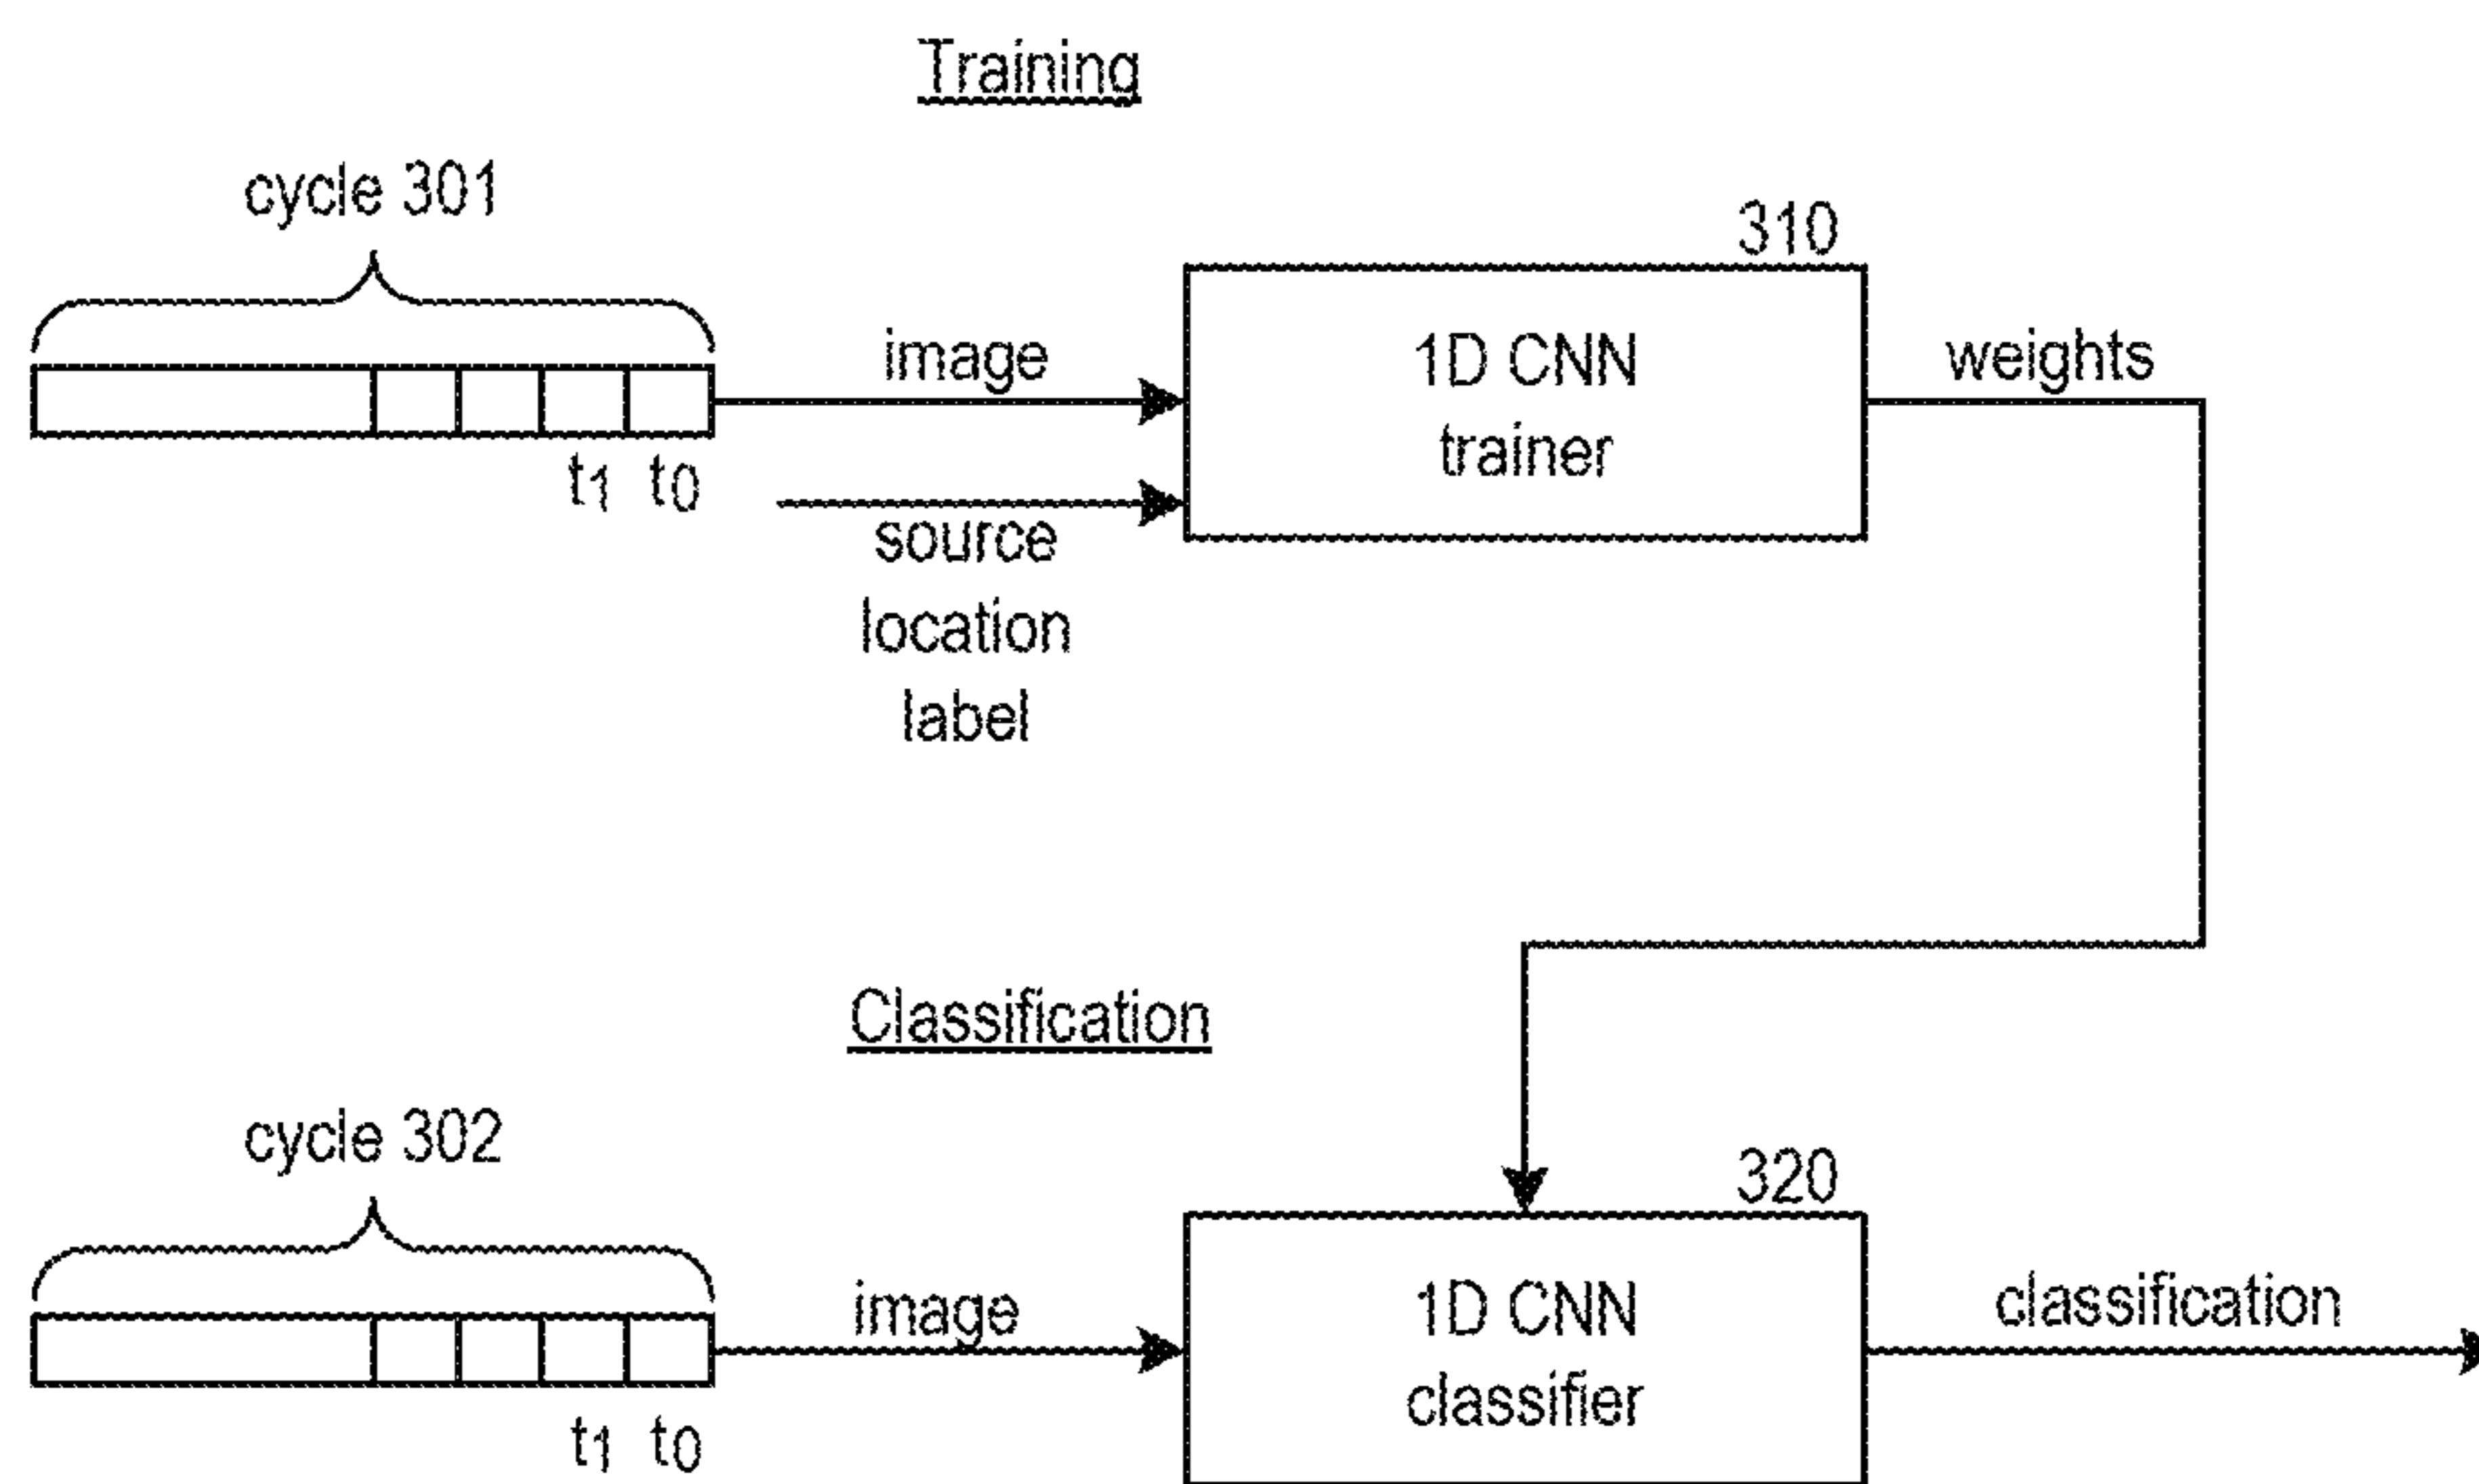 Training
cycle 301
310
image
1D CNN
weights
trainer
t1 t0
source
location
label
Classification
cycle 302
320
image
1D CNN
classification
classifier
t1 t0